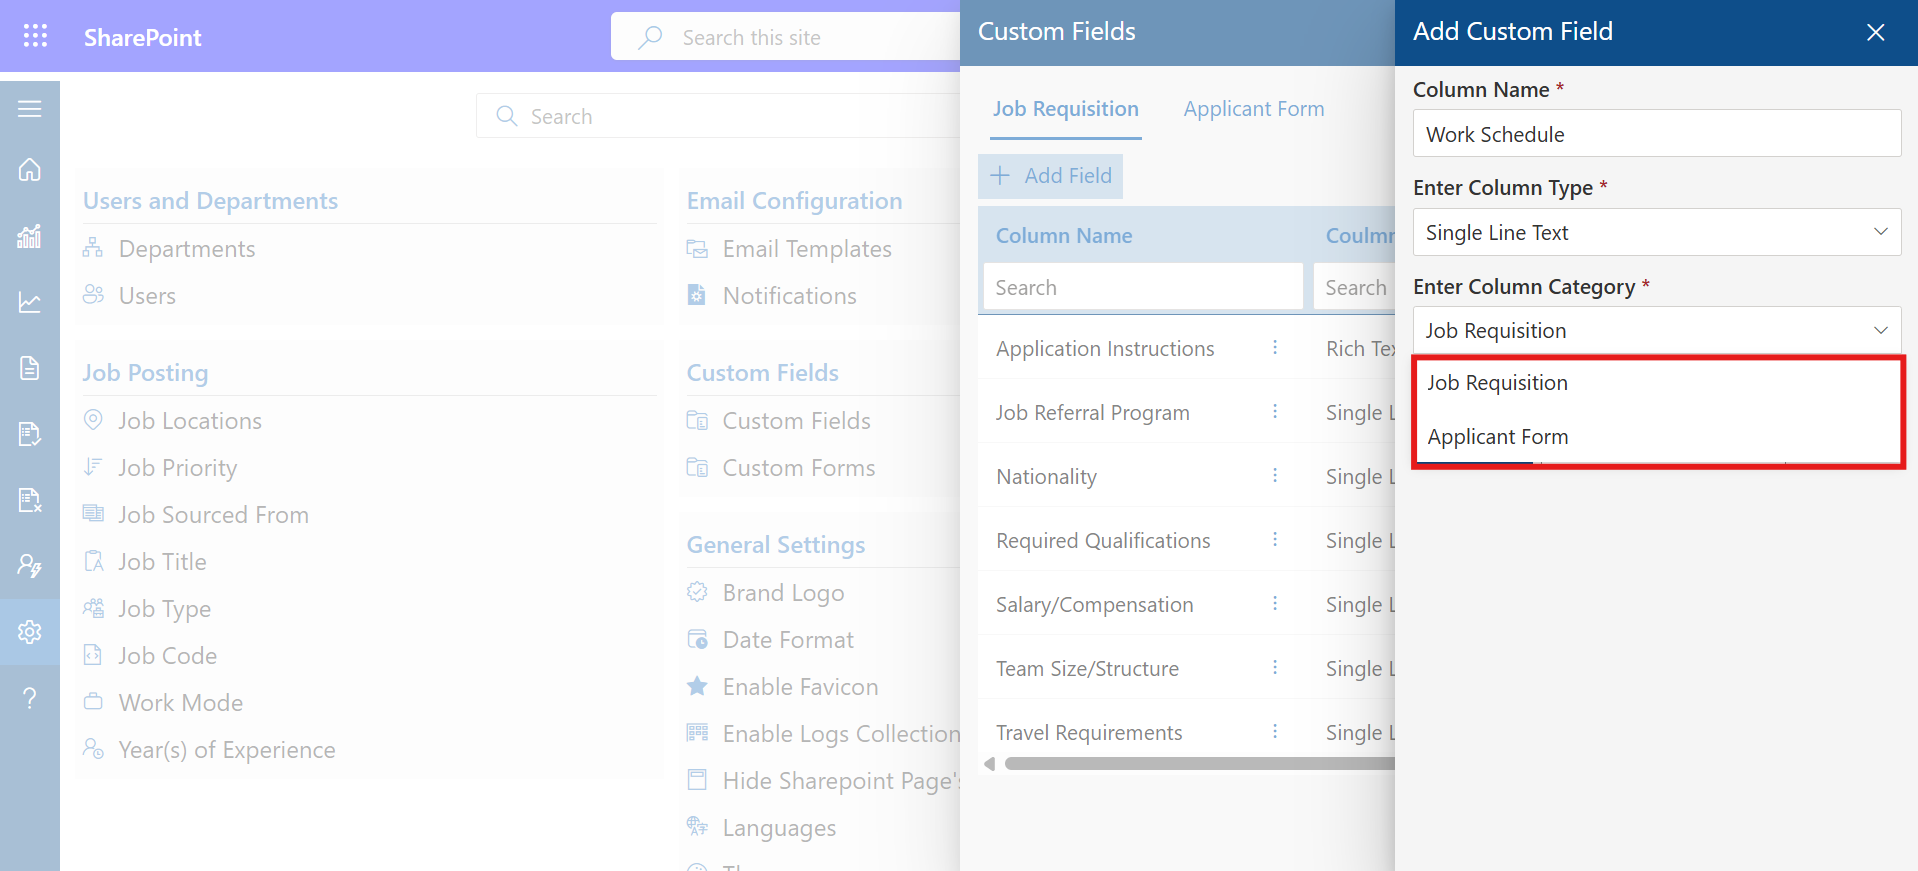 SharePoint
Search this site
Search
Users and Departments
Departments
Users
Job Posting
Job Locations
Job Priority
Job Sourced From
Job Title
Job Type
Job Code
Work Mode
Year(s) of Experience
Email Configuration
Email Templates
Notifications
Custom Fields
Custom Fields
Custom Forms
General Settings
Brand Logo
Date Format
Enable Favicon
Enable Logs Collection
Hide Sharepoint Page's
Languages
Custom Fields
Job Requisition Applicant Form
Add Field
Column Name Coulmn
Search Search
Application Instructions Rich Tex
Job Referral Program Single L
Nationality Single L
Required Qualifications Single L
Salary/Compensation Single L
Team Size/Structure Single L
Travel Requirements Single L
Add Custom Field
Column Name *
Work Schedule
Enter Column Type *
Single Line Text
Enter Column Category *
Job Requisition
Job Requisition
Applicant Form